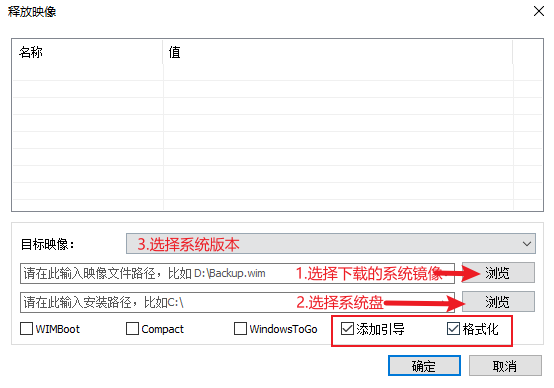 释放映像
名称 值
目标映像： 3.选择系统版本
请在此输入映像文件路径，比如 D:\Backup.wim 1.选择下载的系统镜像 浏览
请在此输入安装路径，比如C:\ 2.选择系统盘 浏览
WIMBoot Compact WindowsToGo 添加引导 格式化
确定 取消